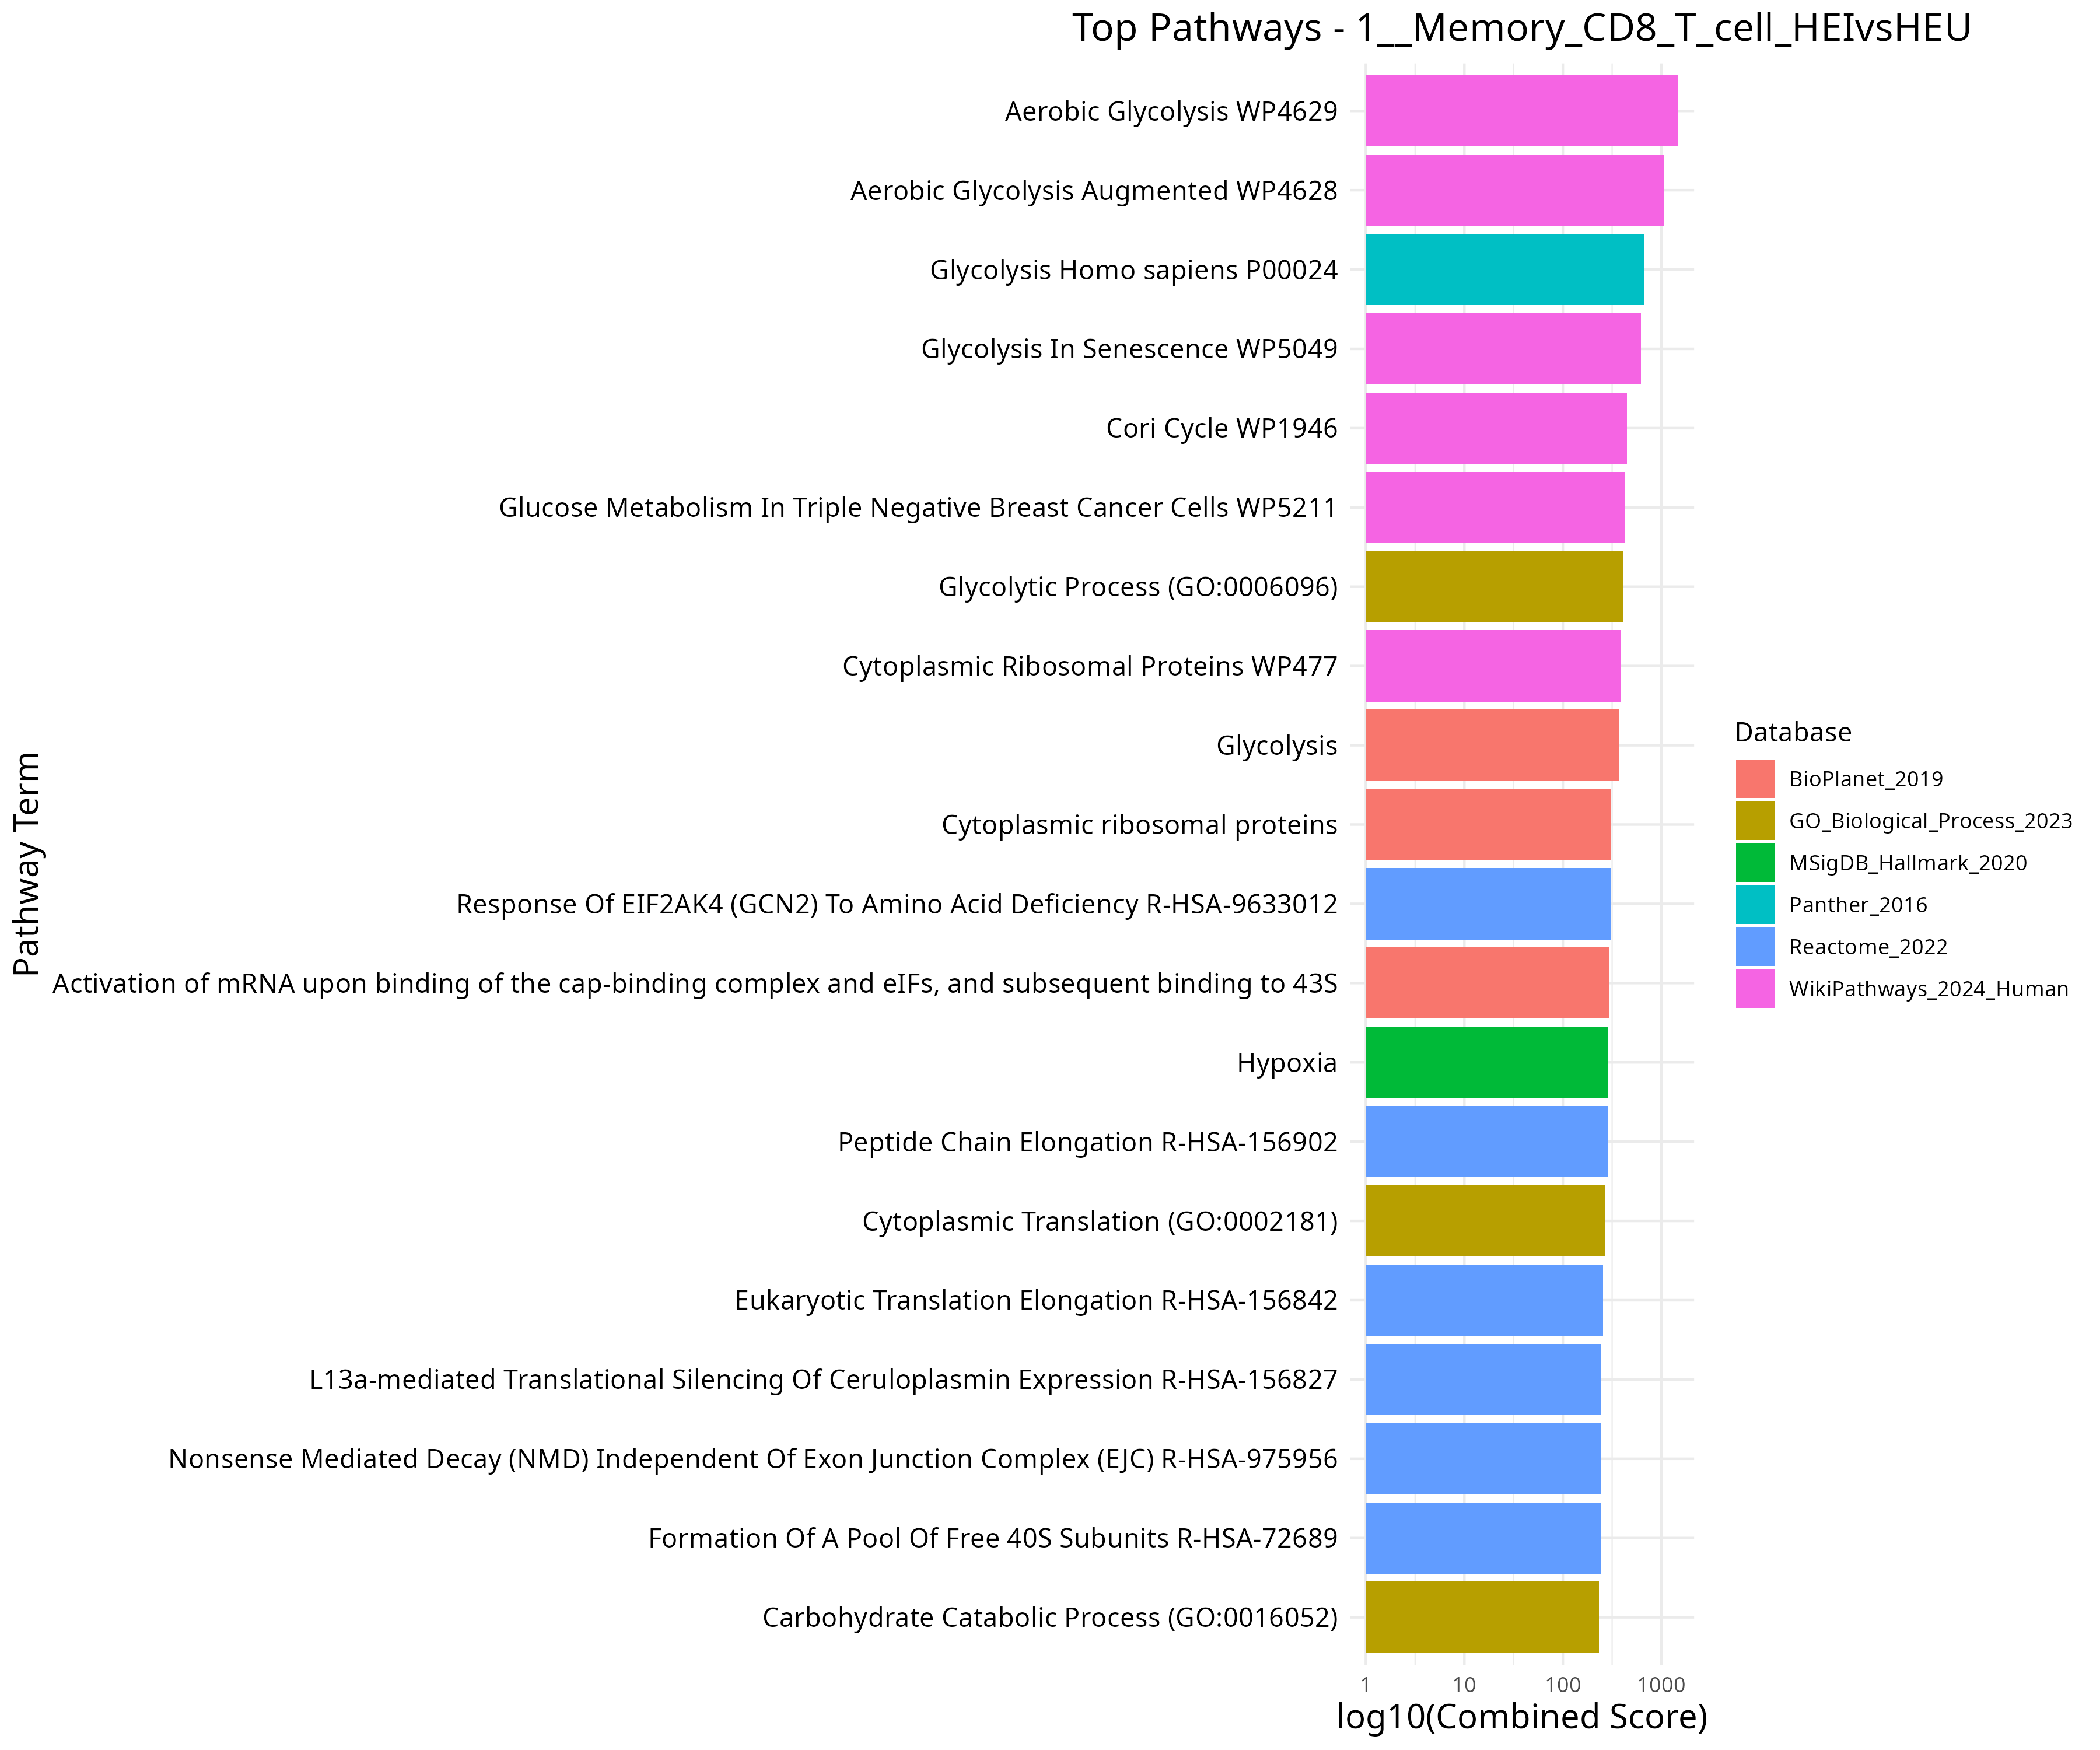 Top Pathways - 1__Memory_CD8_T_cell_HEIvsHEU
Pathway Term
Aerobic Glycolysis WP4629
Aerobic Glycolysis Augmented WP4628
Glycolysis Homo sapiens P00024
Glycolysis In Senescence WP5049
Cori Cycle WP1946
Glucose Metabolism In Triple Negative Breast Cancer Cells WP5211
Glycolytic Process (GO:0006096)
Cytoplasmic Ribosomal Proteins WP477
Glycolysis
Cytoplasmic ribosomal proteins
Response Of EIF2AK4 (GCN2) To Amino Acid Deficiency R-HSA-9633012
Activation of mRNA upon binding of the cap-binding complex and eIFs, and subsequent binding to 43S
Hypoxia
Peptide Chain Elongation R-HSA-156902
Cytoplasmic Translation (GO:0002181)
Eukaryotic Translation Elongation R-HSA-156842
L13a-mediated Translational Silencing Of Ceruloplasmin Expression R-HSA-156827
Nonsense Mediated Decay (NMD) Independent Of Exon Junction Complex (EJC) R-HSA-975956
Formation Of A Pool Of Free 40S Subunits R-HSA-72689
Carbohydrate Catabolic Process (GO:0016052)
1 10 100 1000
log10(Combined Score)
Database
BioPlanet_2019
GO_Biological_Process_2023
MSigDB_Hallmark_2020
Panther_2016
Reactome_2022
WikiPathways_2024_Human